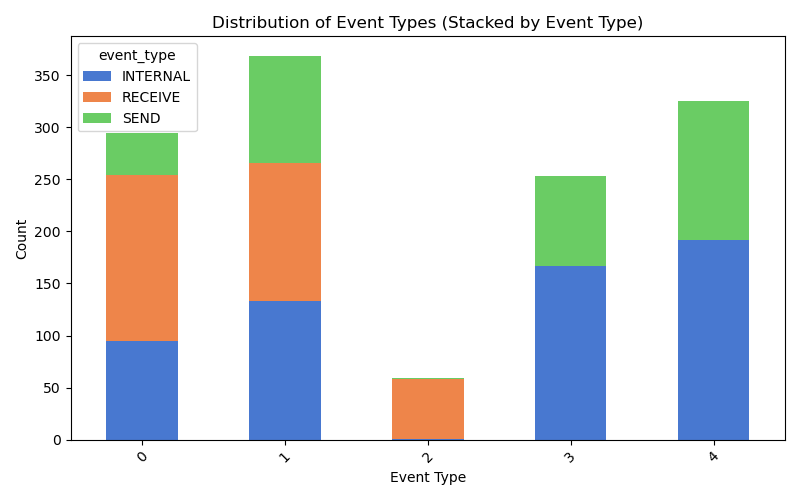 Distribution of Event Types (Stacked by Event Type)
event_type
INTERNAL
RECEIVE
SEND
Count
350
300
250
200
150
100
50
0
0
1
2
3
4
Event Type